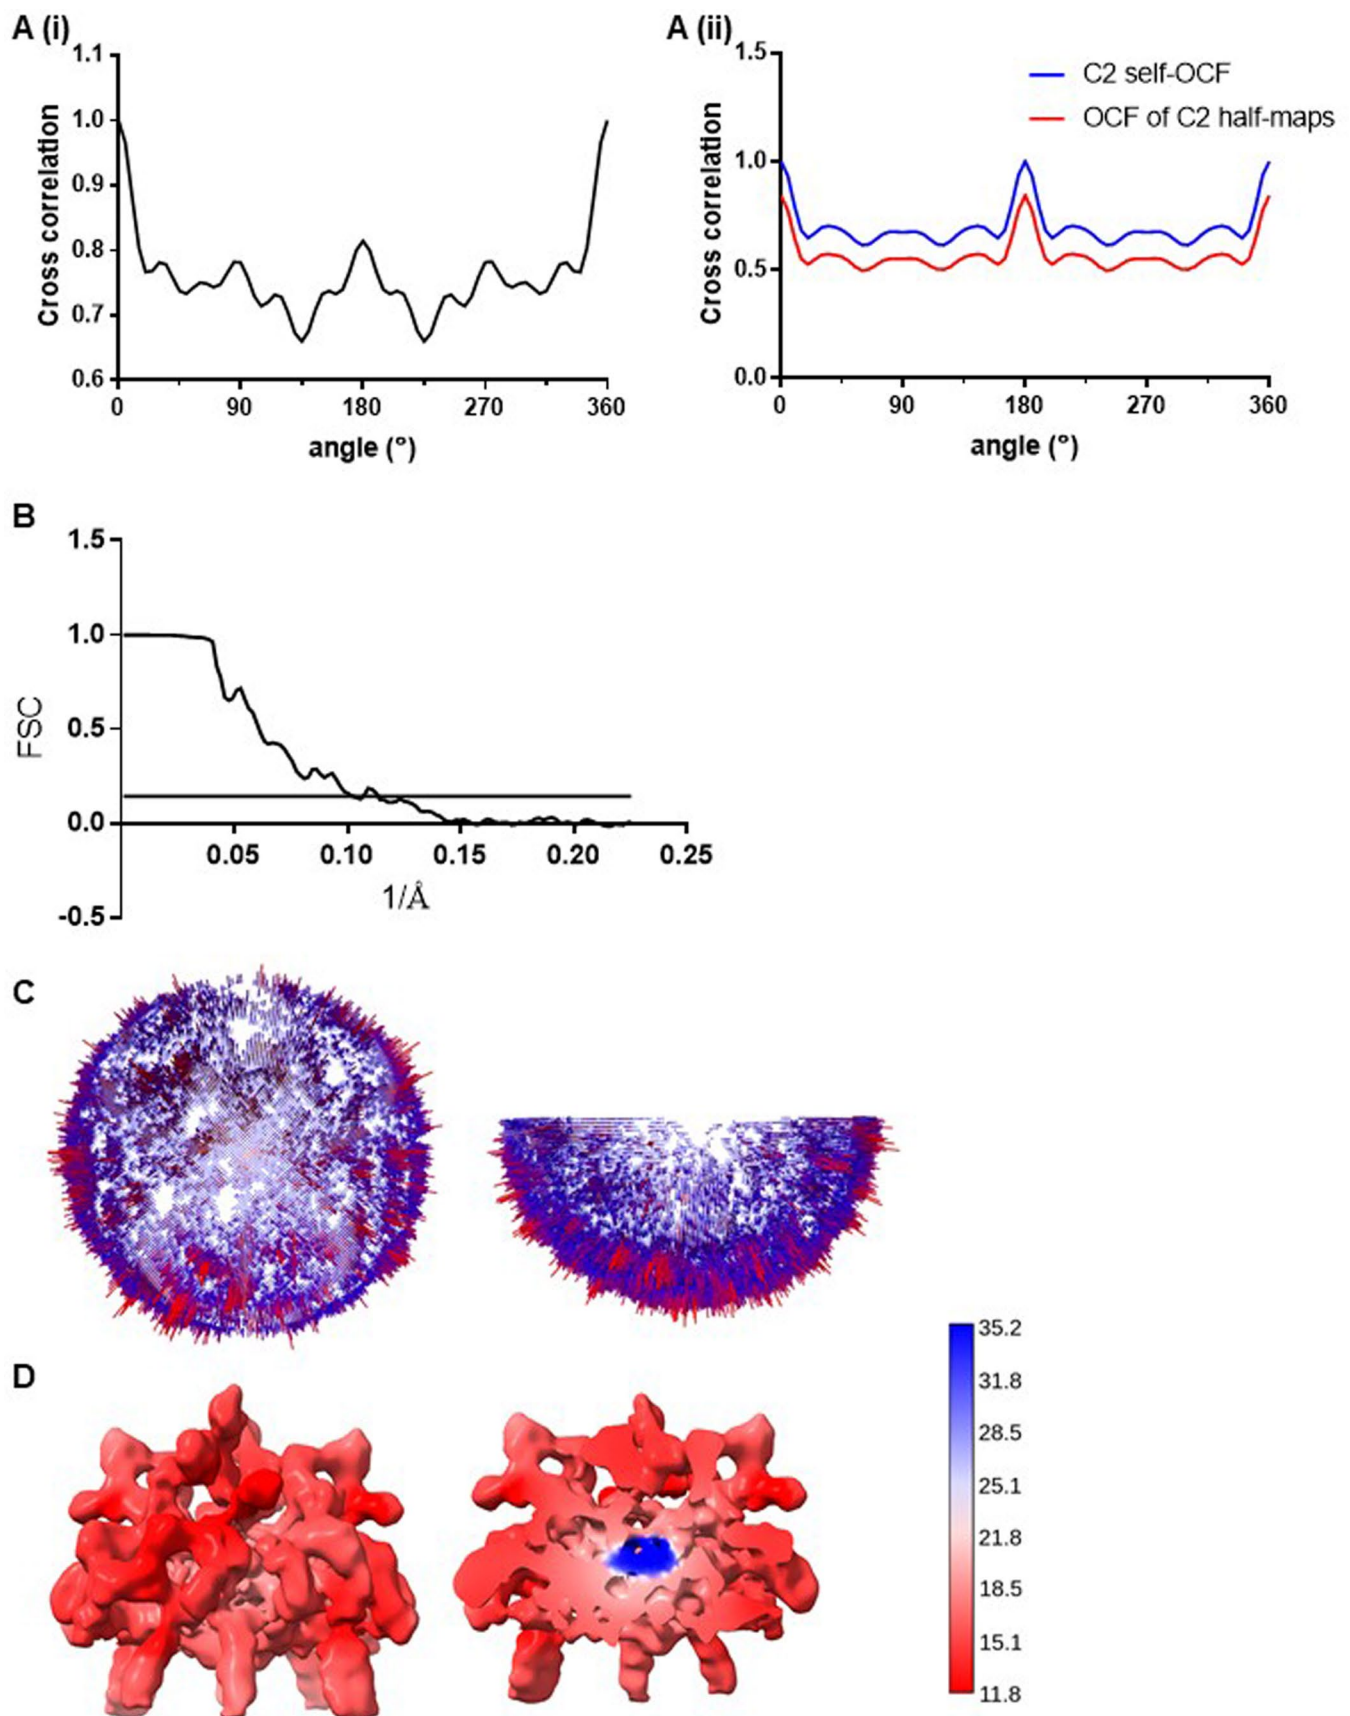 A (i)
1.1
1.0
0.9
0.8
0.7
0.6
Cross correlation
0 90 180 270 360
angle (°)
A (ii)
1.5
1.0
0.5
0.0
Cross correlation
C2 self-OCF
OCF of C2 half-maps
0 90 180 270 360
angle (°)
B
1.5
1.0
0.5
0.0
-0.5
FSC
0.05 0.10 0.15 0.20 0.25
1/Å
C
D
35.2
31.8
28.5
25.1
21.8
18.5
15.1
11.8